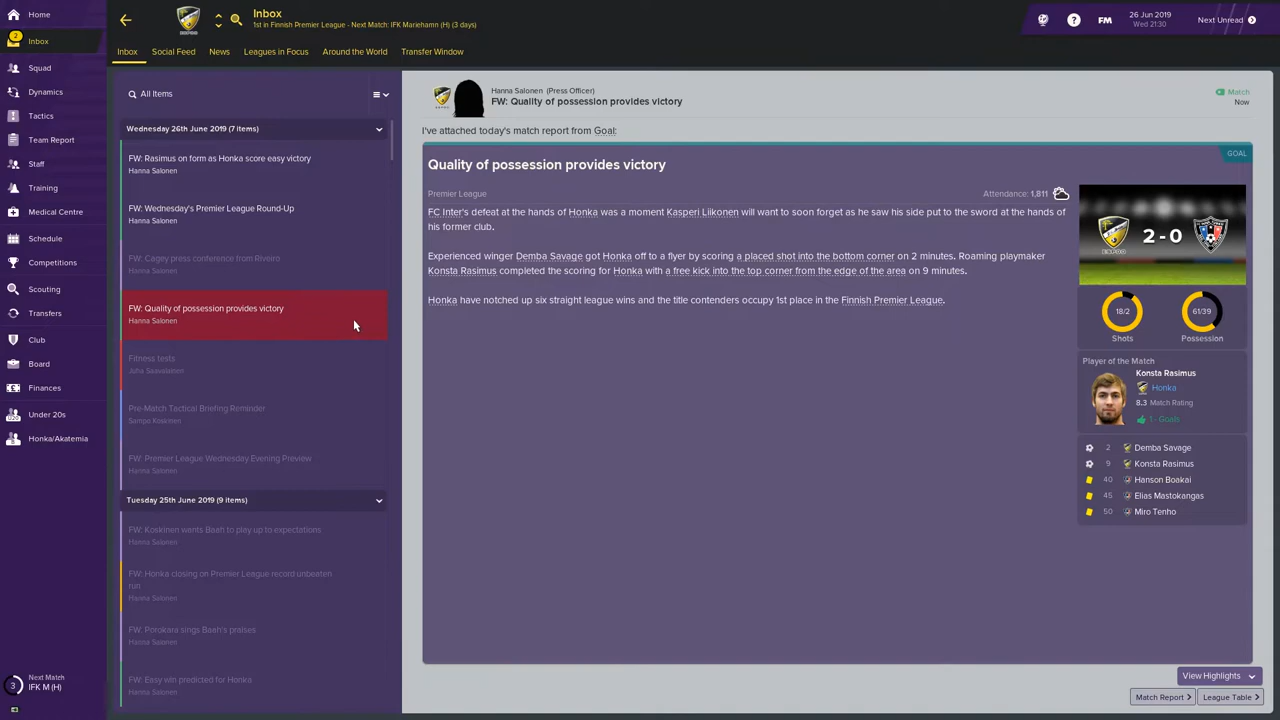 Home
2
Inbox
Squad
Dynamics
Tactics
Team Report
Staff
Training
Medical Centre
Schedule
Competitions
Scouting
Transfers
Club
Board
Finances
Under 20s
Honka/Akatemia
Next Match
3
IFK M (H)
Inbox
1st in Finnish Premier League - Next Match: IFK Mariehamn (H) (3 days)
? FM
26 Jun 2019
Wed 21:30
Next Unread
Inbox Social Feed News Leagues in Focus Around the World Transfer Window
All Items
Wednesday 26th June 2019 (7 items)
FW: Rasimus on form as Honka score easy victory
Hanna Salonen
FW: Wednesday's Premier League Round-Up
Hanna Salonen
FW: Cagey press conference from Riveiro
Hanna Salonen
FW: Quality of possession provides victory
Hanna Salonen
Fitness tests
Juha Saavalainen
Pre-Match Tactical Briefing Reminder
Sampo Koskinen
FW: Premier League Wednesday Evening Preview
Hanna Salonen
Tuesday 25th June 2019 (9 items)
FW: Koskinen wants Baah to play up to expectations
Hanna Salonen
FW: Honka closing on Premier League record unbeaten
run
Hanna Salonen
FW: Porokara sings Baah's praises
Hanna Salonen
FW: Easy win predicted for Honka
Hanna Salonen
Hanna Salonen (Press Officer)
FW: Quality of possession provides victory
Match
Now
I've attached today's match report from Goal:
GOAL
Quality of possession provides victory
Premier League
Attendance: 1,811
FC Inter's defeat at the hands of Honka was a moment Kasperi Liikonen will want to soon forget as he saw his side put to the sword at the hands of
his former club.
Experienced winger Demba Savage got Honka off to a flyer by scoring a placed shot into the bottom corner on 2 minutes. Roaming playmaker
Konsta Rasimus completed the scoring for Honka with a free kick into the top corner from the edge of the area on 9 minutes.
Honka have notched up six straight league wins and the title contenders occupy 1st place in the Finnish Premier League.
2 - 0
18/2
Shots
61/39
Possession
Player of the Match
Konsta Rasimus
Honka
8.3 Match Rating
1 - Goals
2 Demba Savage
9 Konsta Rasimus
40 Hanson Boakai
45 Elias Mastokangas
50 Miro Tenho
View Highlights
Match Report
League Table